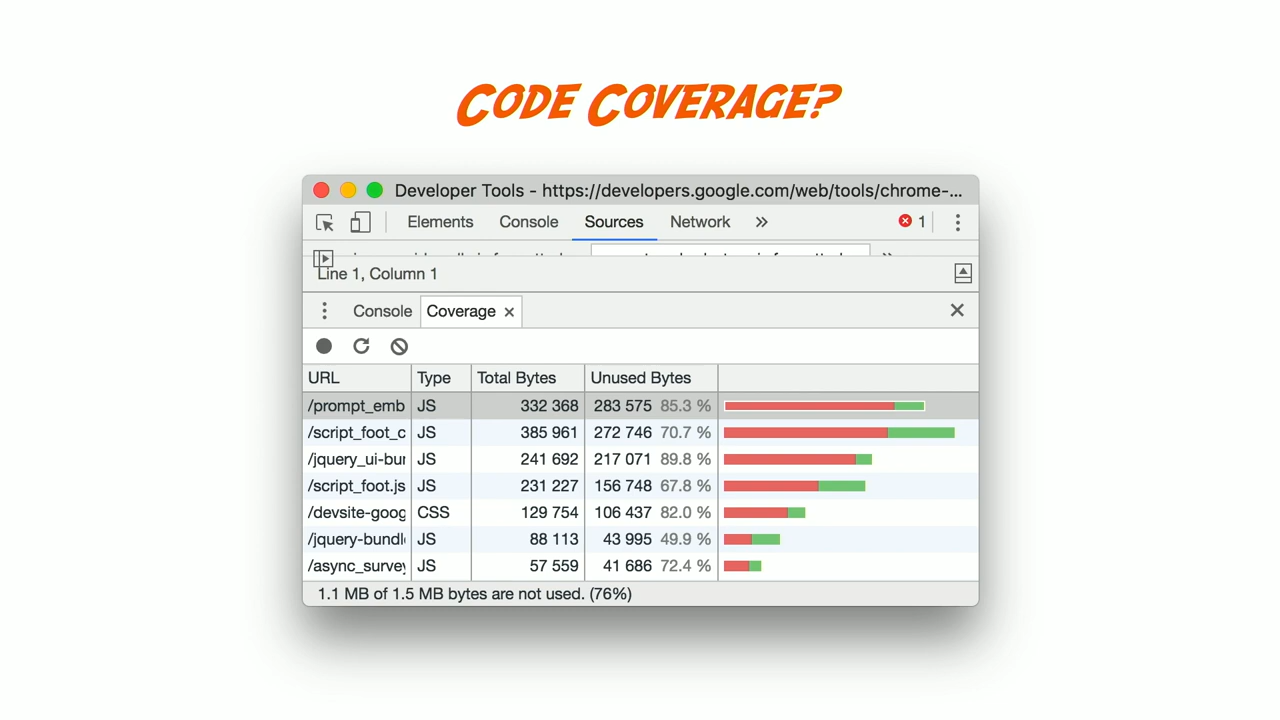 CODE COVERAGE?
Developer Tools - https://developers.google.com/web/tools/chrome-...
Elements Console Sources Network » 1
Line 1, Column 1
Console Coverage ×
URL Type Total Bytes Unused Bytes
/prompt_emb JS 332 368 283 575 85.3 %
/script_foot_c JS 385 961 272 746 70.7 %
/jquery_ui-bun JS 241 692 217 071 89.8 %
/script_foot.js JS 231 227 156 748 67.8 %
/devsite-goog CSS 129 754 106 437 82.0 %
/jquery-bundl JS 88 113 43 995 49.9 %
/async_survey JS 57 559 41 686 72.4 %
1.1 MB of 1.5 MB bytes are not used. (76%)